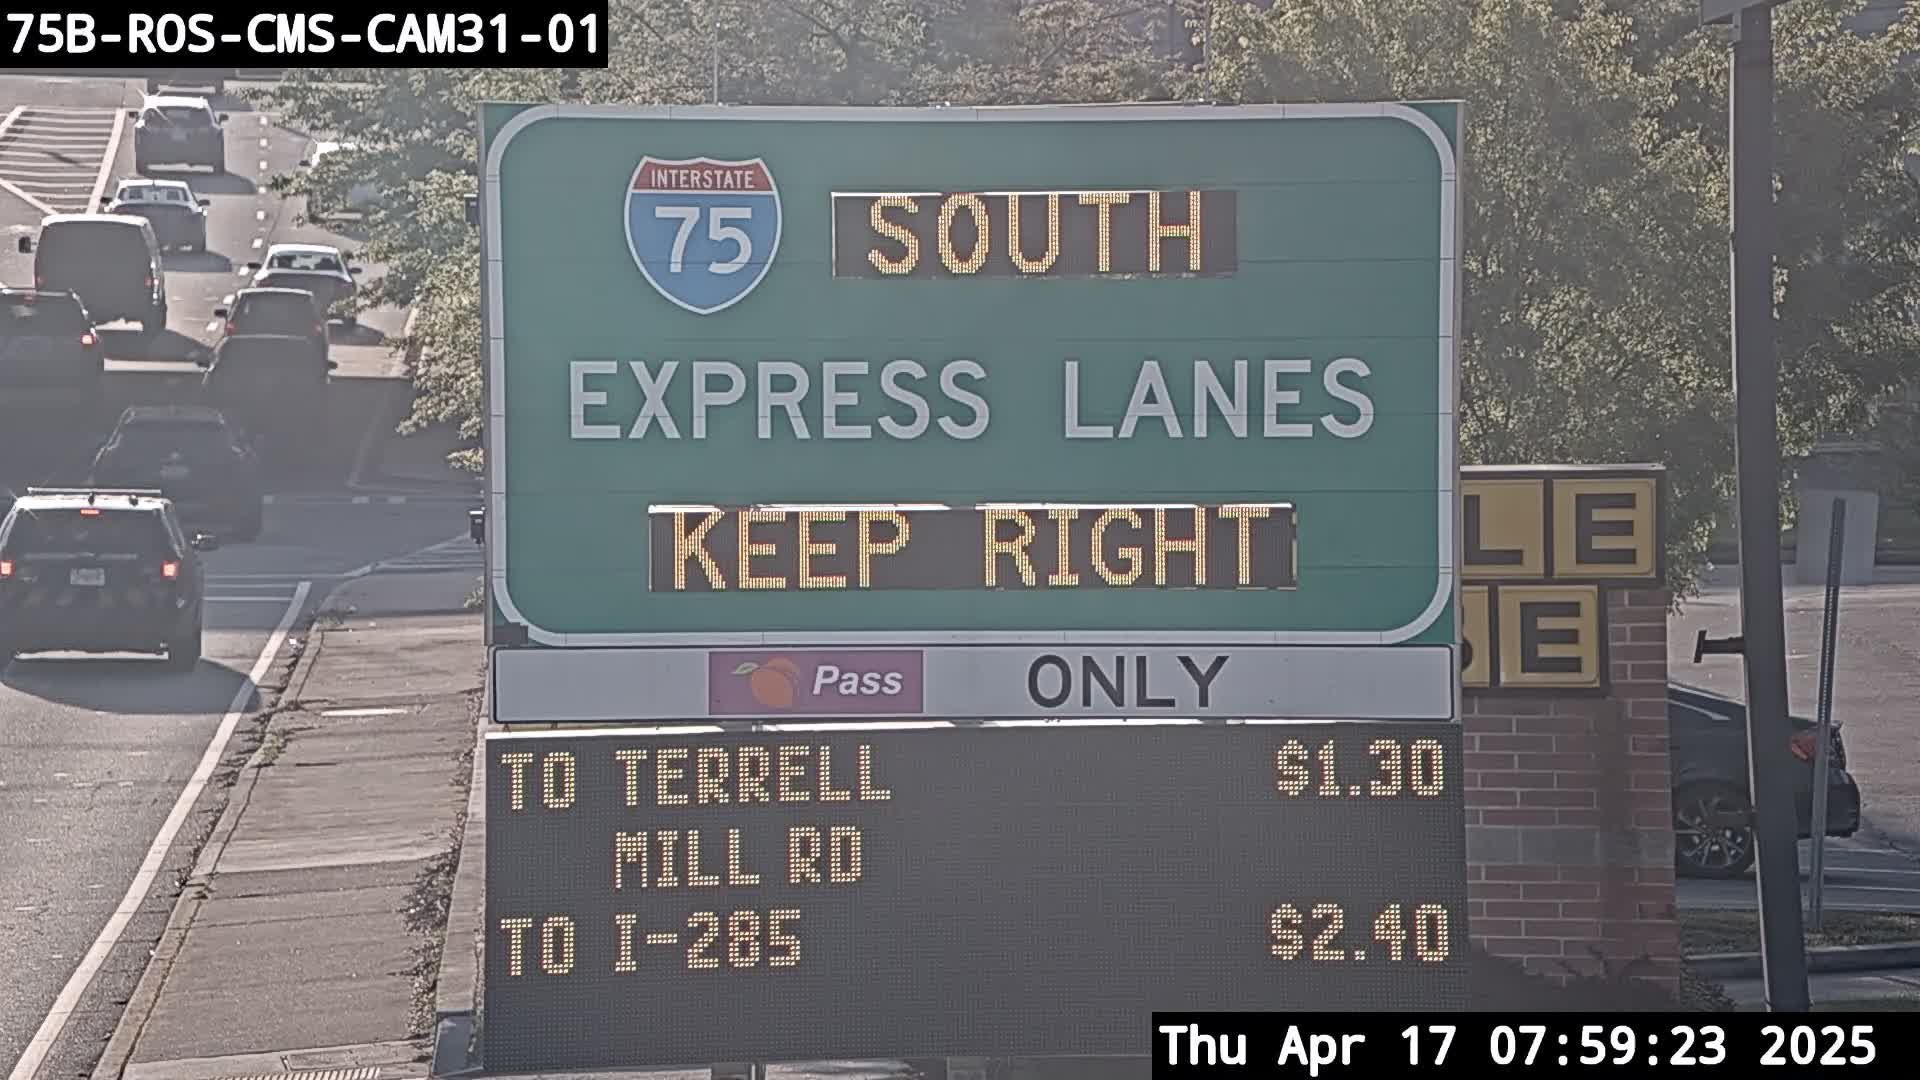 75B-ROS-CMS-CAM31-01
INTERSTATE
75
SOUTH
EXPRESS LANES
KEEP RIGHT
Pass ONLY
TO TERRELL $1.30
MILL RD
TO I-285 $2.40
LE
E
Thu Apr 17 07:59:23 2025